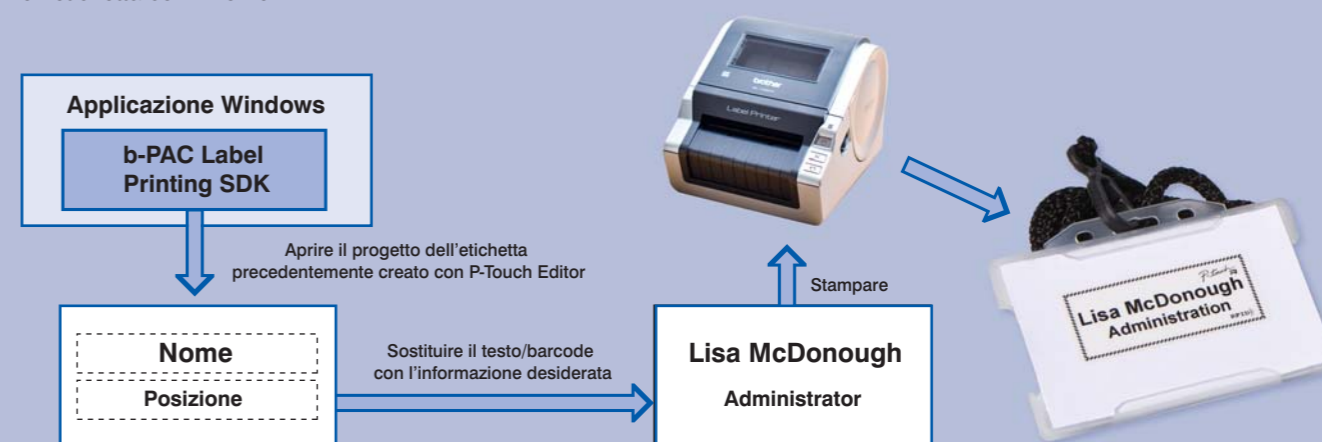 Applicazione Windows
b-PAC Label
Printing SDK
Aprire il progetto dell'etichetta
precedentemente creato con P-Touch Editor
Nome
Posizione
Sostituire il testo/barcode
con l'informazione desiderata
Lisa McDonough
Administrator
Stampare
brother
Label Printer
Lisa McDonough
Administration